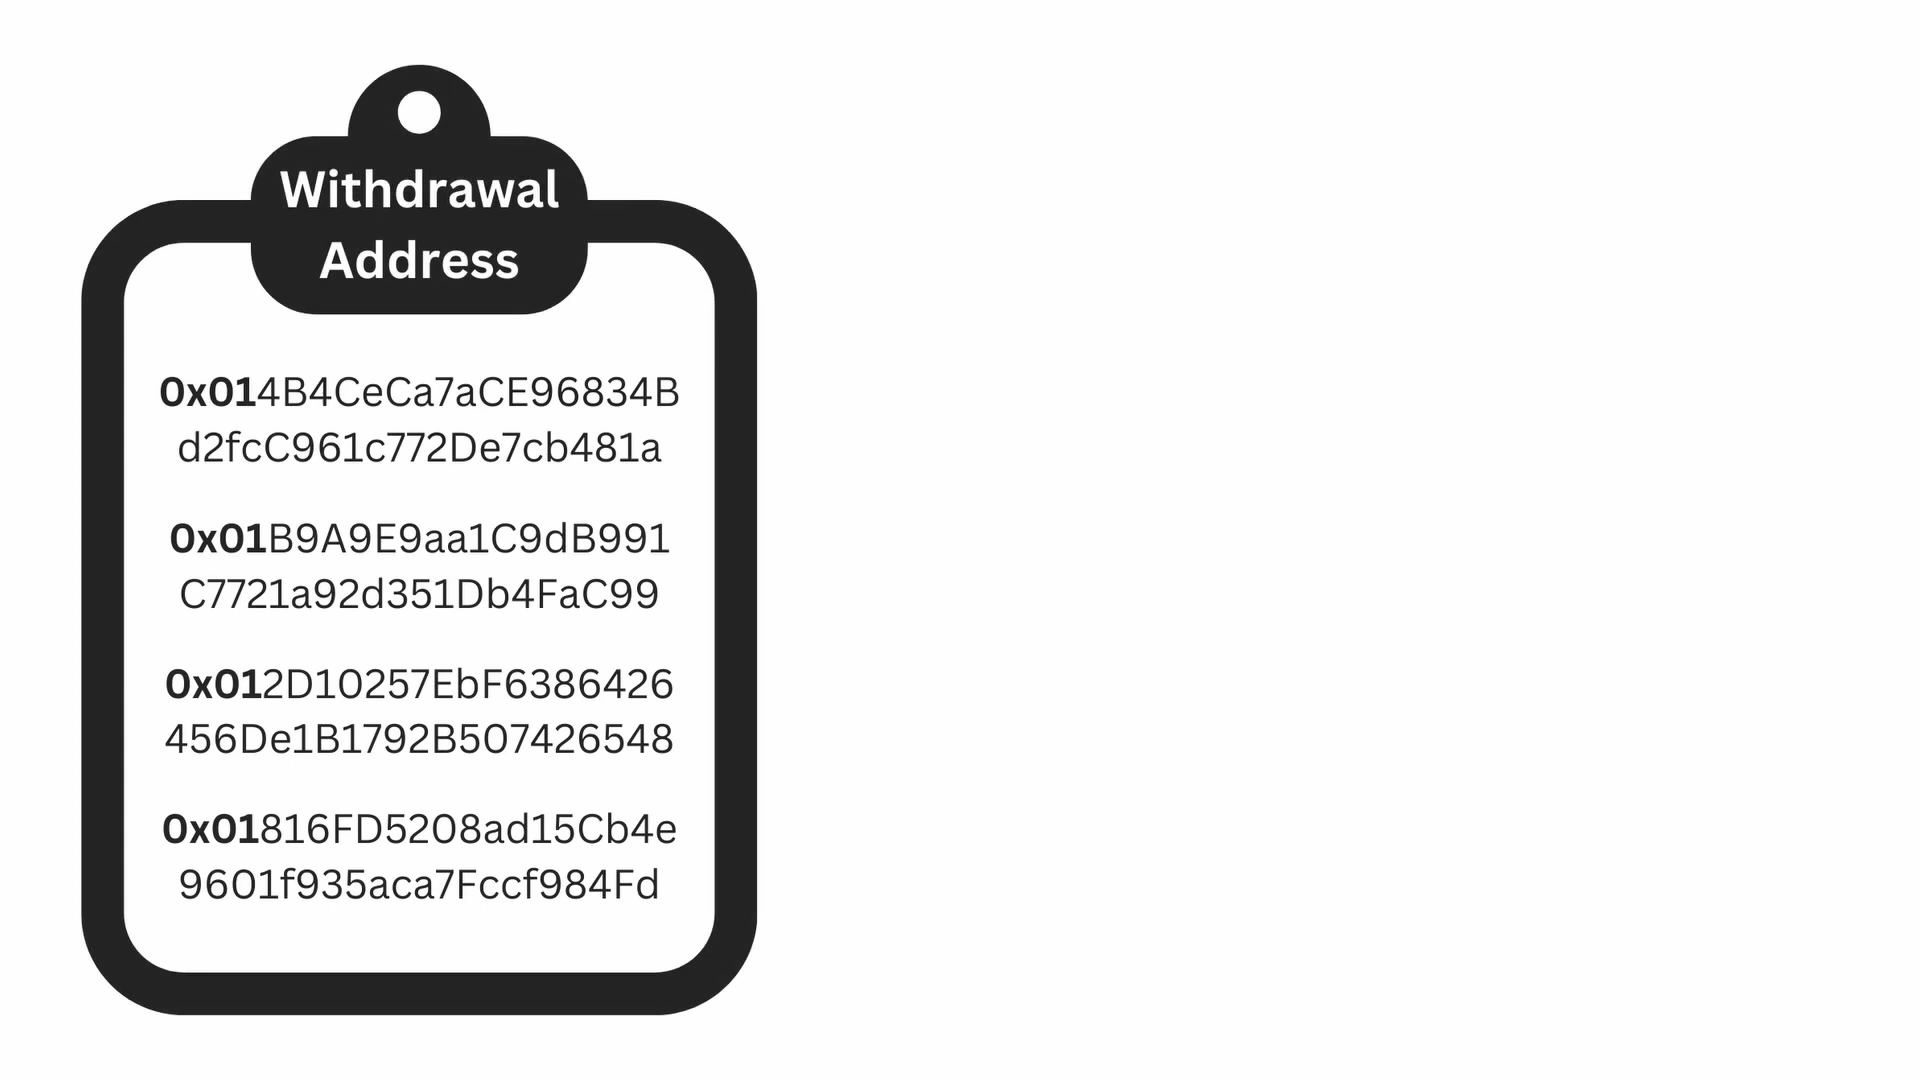 Withdrawal
Address
0x014B4CeCa7aCE96834B
d2fcC961c772De7cb481a
0x01B9A9E9aa1C9dB991
C7721a92d351Db4FaC99
0x012D10257EbF6386426
456De1B1792B507426548
0x01816FD5208ad15Cb4e
9601f935aca7Fccf984Fd